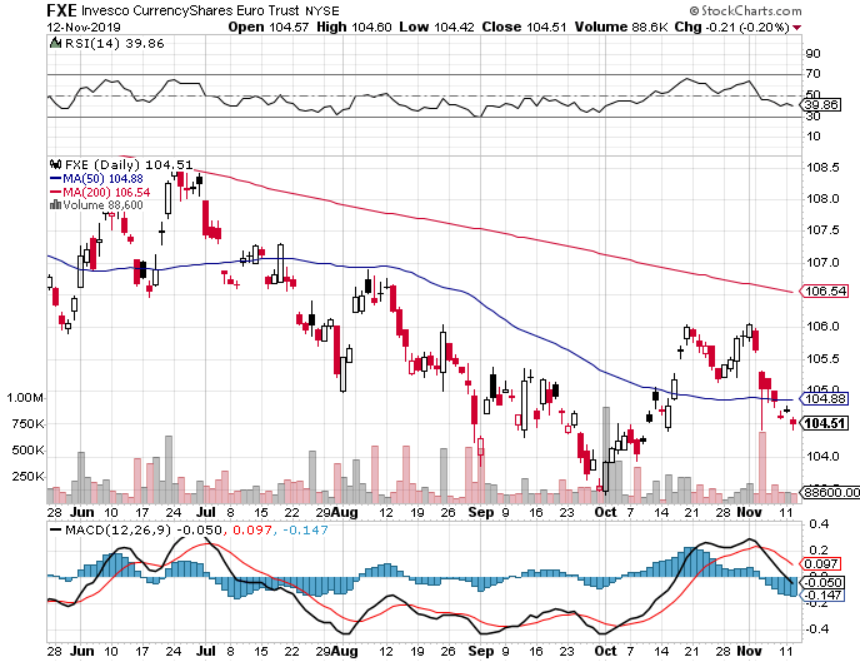 FXE Invesco CurrencyShares Euro Trust NYSE
© StockCharts.com
12-Nov-2019
Open 104.57 High 104.60 Low 104.42 Close 104.51 Volume 88.6K Chg -0.21 (-0.20%)
RSI(14) 39.86
90
70
50
39.86
30
10
FXE (Daily) 104.51
MA(50) 104.88
MA(200) 106.54
Volume 88,600
108.5
108.0
107.5
107.0
106.54
106.0
105.5
105.0
104.88
104.51
104.0
88600.00
1.00M
750K
500K
250K
28 Jun 10 17 24 Jul 8 15 22 29 Aug 12 19 26 Sep 9 16 23 Oct 7 14 21 28 Nov 11
MACD(12,26,9) -0.050, 0.097, -0.147
0.4
0.2
0.097
-0.050
-0.147
-0.2
-0.4
28 Jun 10 17 24 Jul 8 15 22 29 Aug 12 19 26 Sep 9 16 23 Oct 7 14 21 28 Nov 11